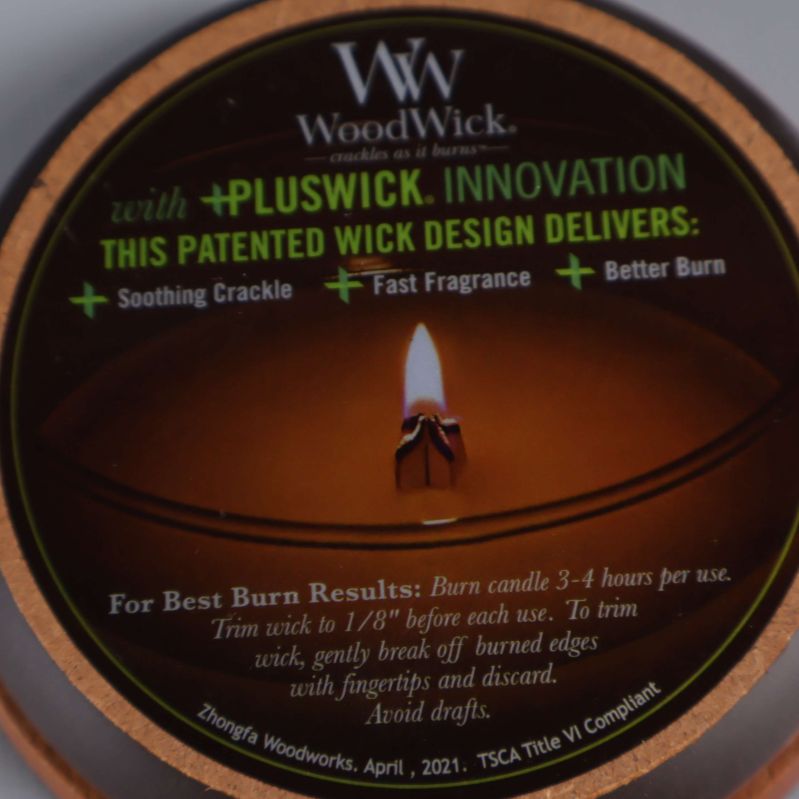 WW
WoodWick®
crackles as it burns™
with +PLUSWICK® INNOVATION
THIS PATENTED WICK DESIGN DELIVERS:
+ Soothing Crackle + Fast Fragrance + Better Burn
For Best Burn Results: Burn candle 3-4 hours per use.
Trim wick to 1/8" before each use. To trim
wick, gently break off burned edges
with fingertips and discard.
Avoid drafts.
Zhongfa Woodworks. April , 2021. TSCA Title VI Compliant